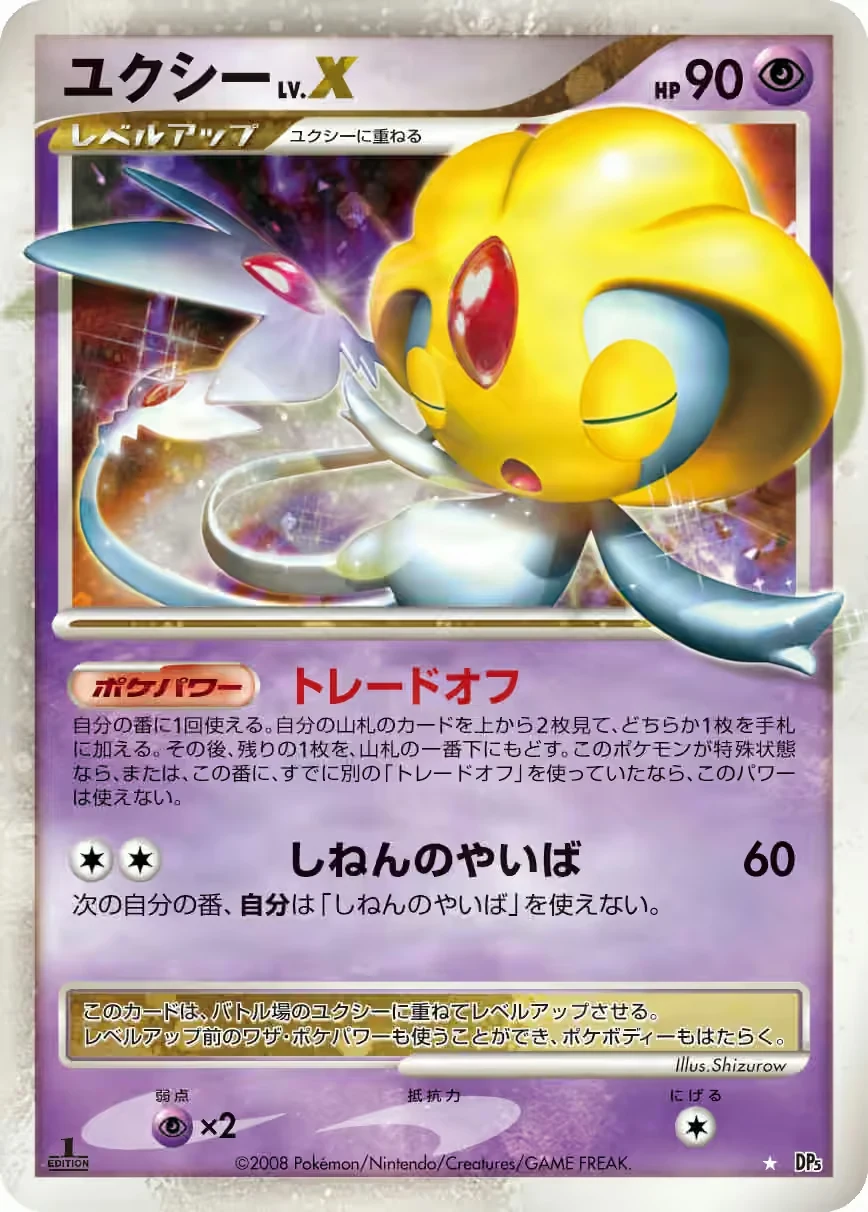 ユクシー LV.X HP 90
レベルアップ ユクシーに重ねる
ポケパワー トレードオフ
自分の番に1回使える。自分の山札のカードを上から2枚見て、どちらか1枚を手札
に加える。その後、残りの1枚を、山札の一番下にもどす。このポケモンが特殊状態
なら、または、この番に、すでに別の「トレードオフ」を使っていたなら、このパワー
は使えない。
しねんのやいば 60
次の自分の番、自分は「しねんのやいば」を使えない。
このカードは、バトル場のユクシーに重ねてレベルアップさせる。
レベルアップ前のワザ・ポケパワーも使うことができ、ポケボディーもはたらく。
Illus.Shizurow
弱点 抵抗力 にげる
×2
1 EDITION ©2008 Pokémon/Nintendo/Creatures/GAME FREAK. ★ DP5